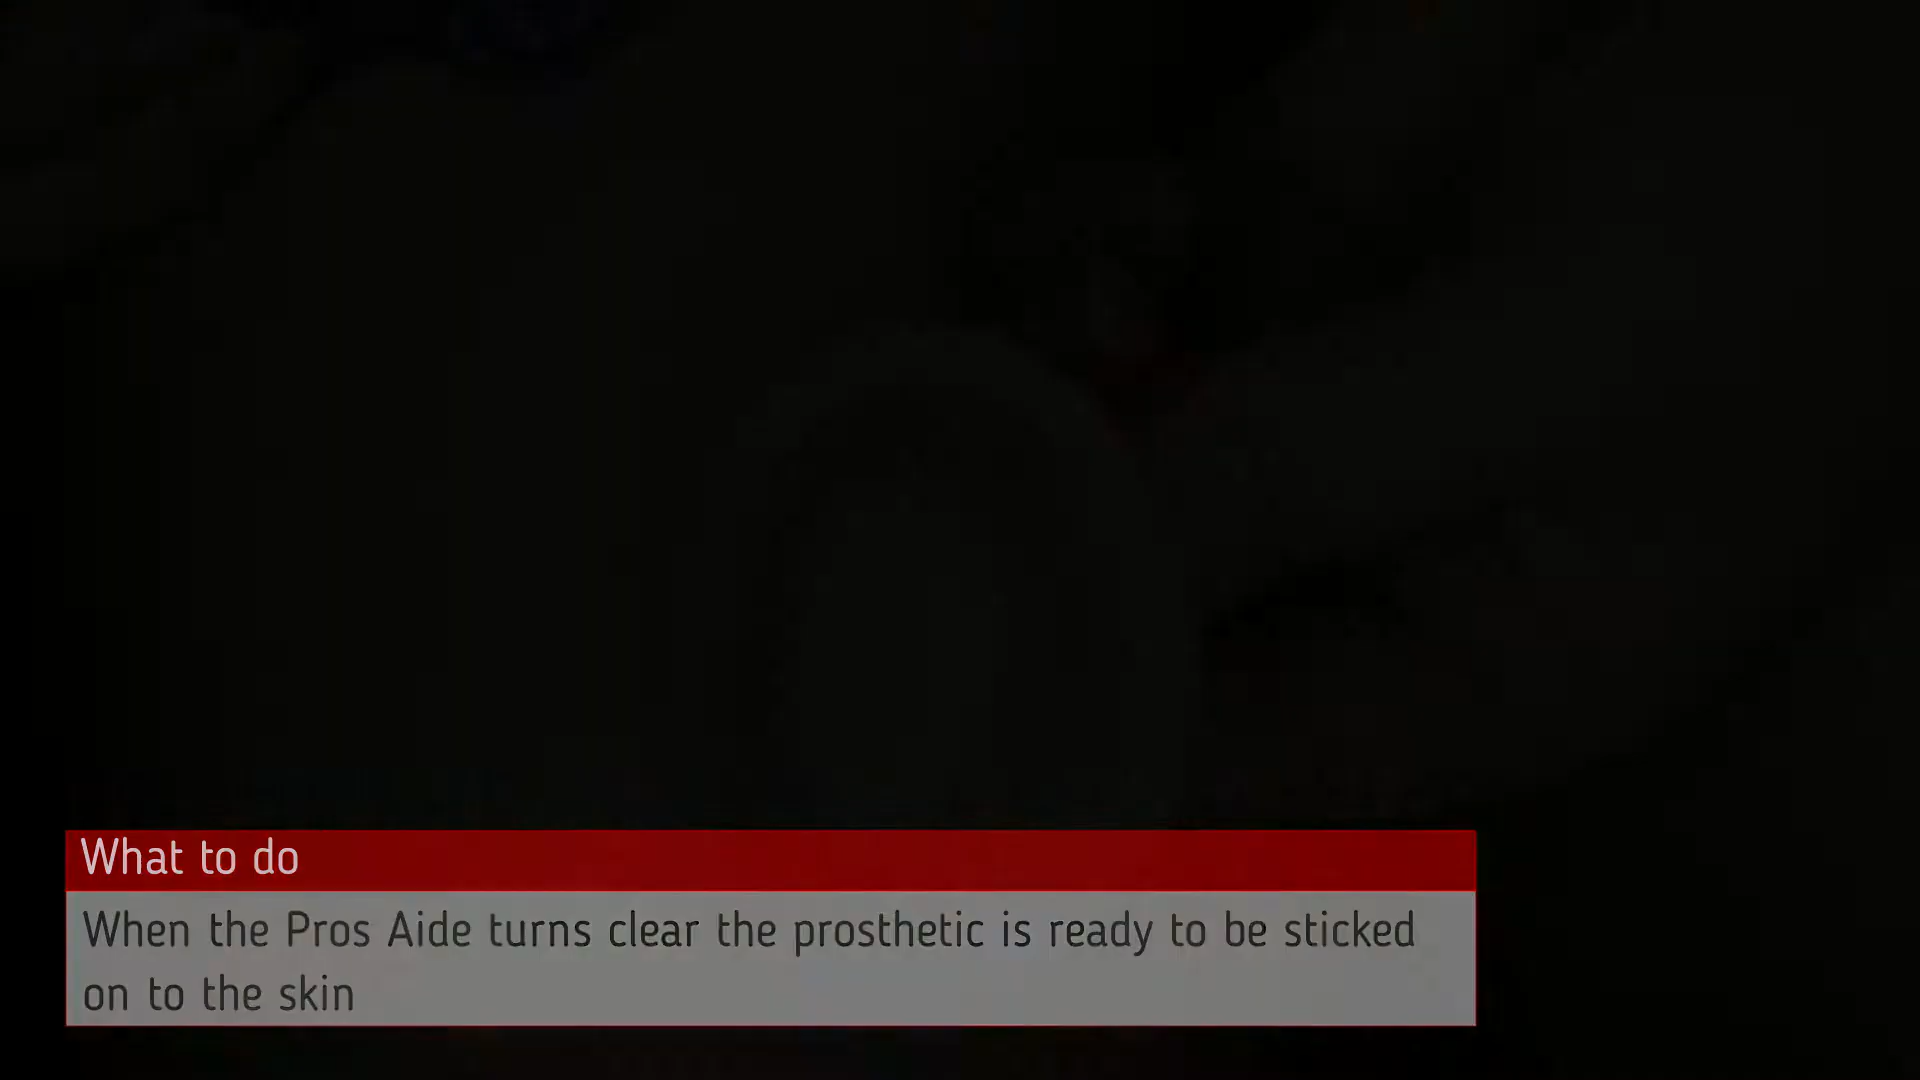 What to do
When the Pros Aide turns clear the prosthetic is ready to be sticked
on to the skin